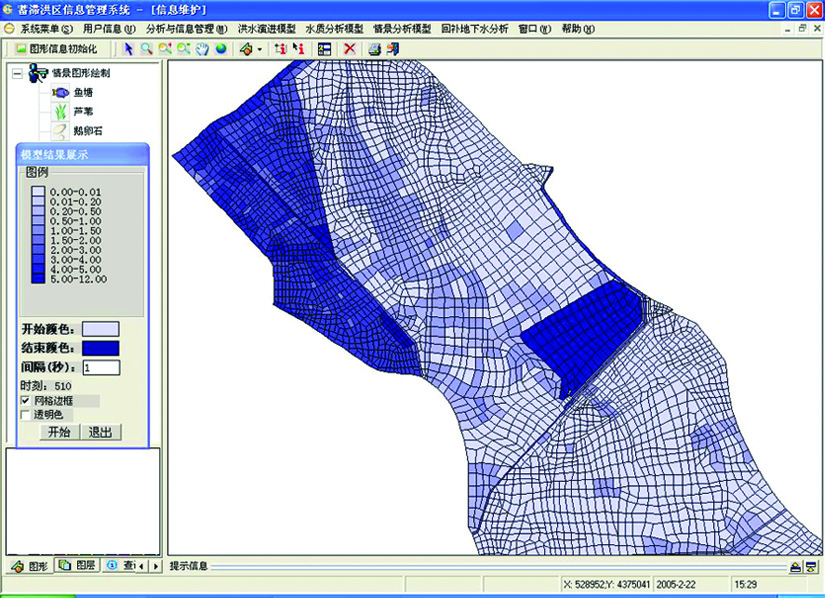 蓄滞洪区信息管理系统 - [信息维护]
系统菜单(S) 用户信息(U) 分析与信息管理(M) 洪水演进模型 水质分析模型 情景分析模型 回补地下水分析 窗口(W) 帮助(H)
图形信息初始化
情景图形绘制
鱼塘
芦苇
鹅卵石
模型结果展示
图例
0.00-0.01
0.01-0.20
0.20-0.50
0.50-1.00
1.00-1.50
1.50-2.00
2.00-3.00
3.00-4.00
4.00-5.00
5.00-12.00
开始颜色：
结束颜色：
间隔(秒)： 1
时刻： 510
网格边框
透明色
开始 退出
图形 图层 查i
提示信息
X: 528952;Y: 4375041 2005-2-22 15:29